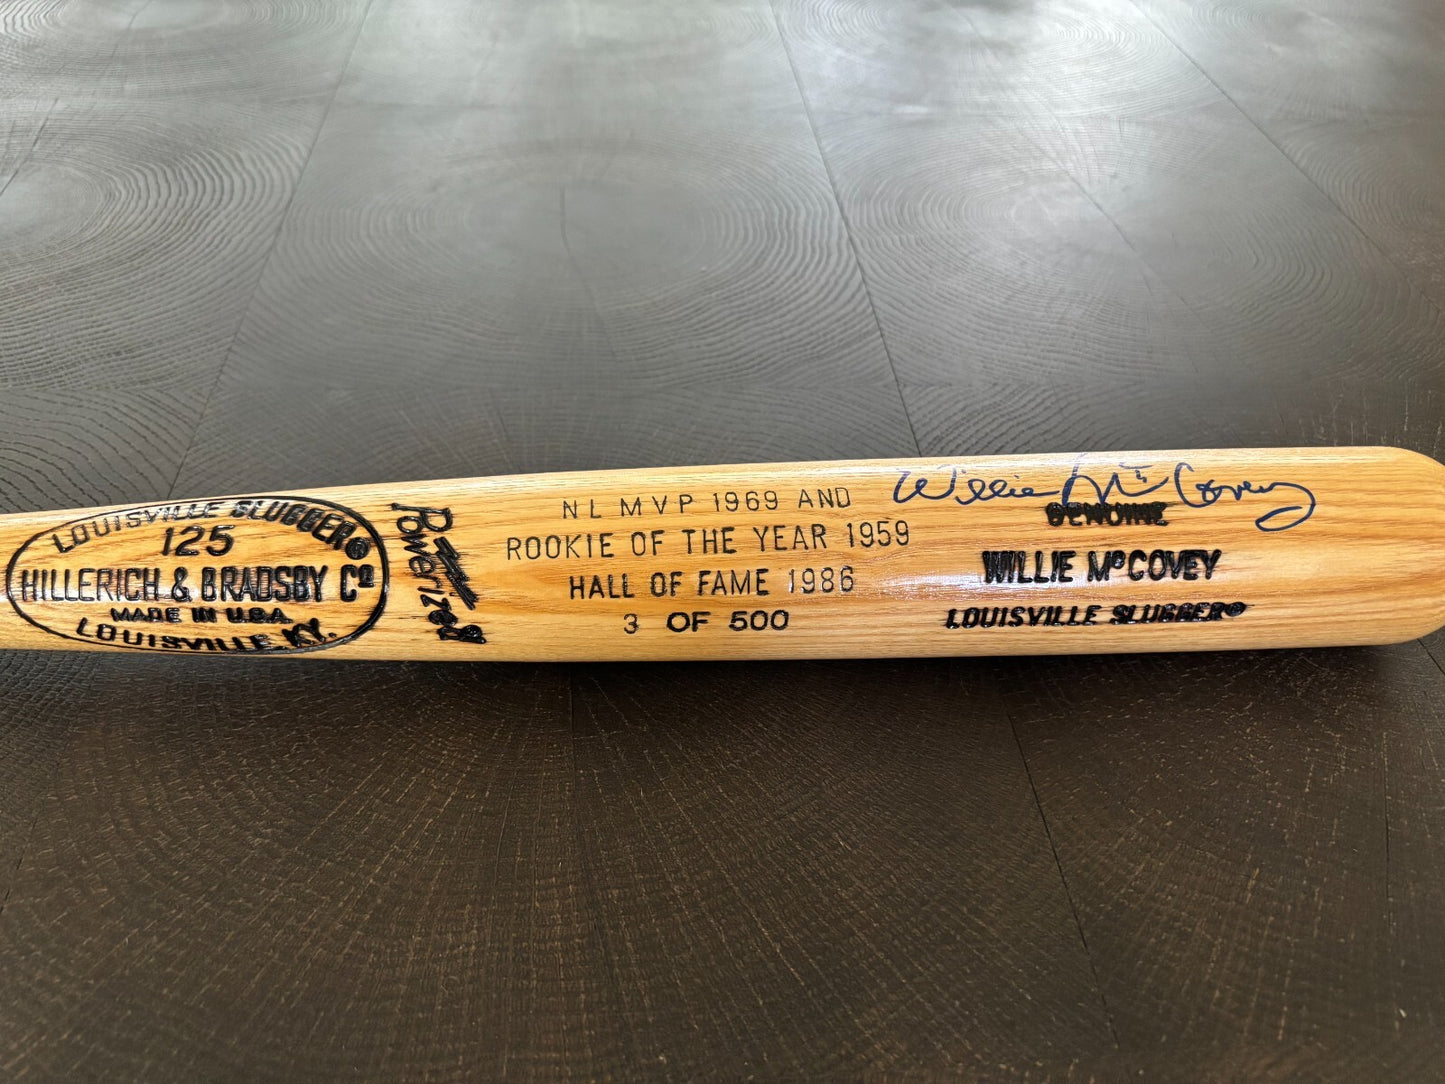 LOUISVILLE SLUGGER®
125
HILLERICH & BRADSBY Cº
MADE IN U.S.A.
LOUISVILLE, KY.
Powerized
NL MVP 1969 AND
ROOKIE OF THE YEAR 1959
HALL OF FAME 1986
3 OF 500
Willie McCovey
GENUINE
WILLIE McCOVEY
LOUISVILLE SLUGGER®